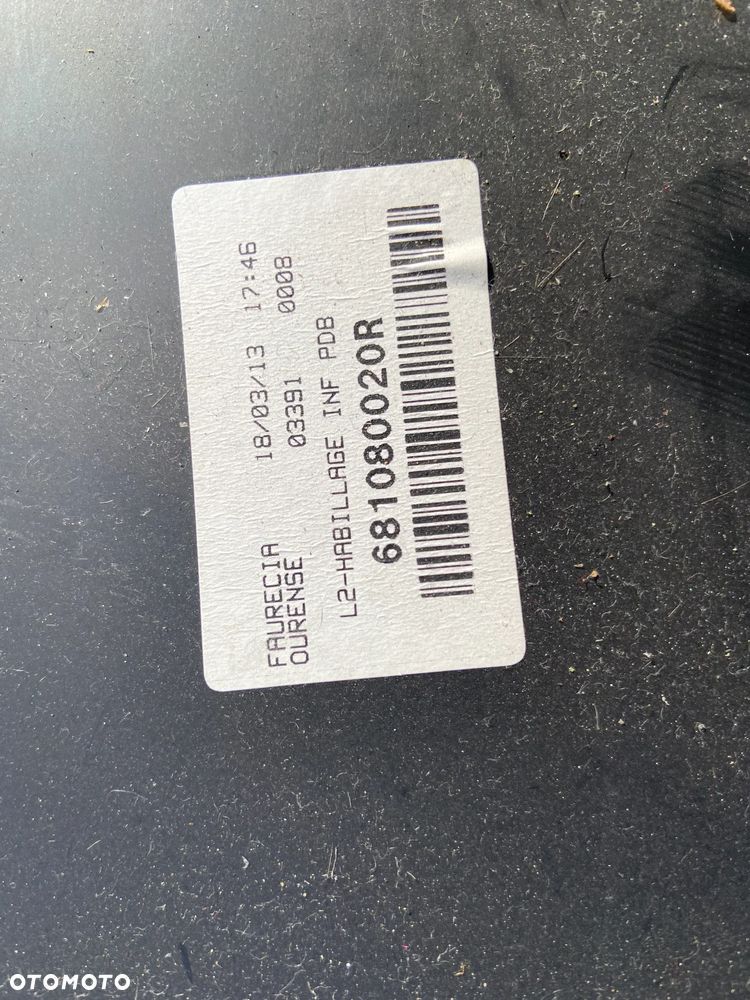 FAURECIA 18/03/13 17:46
OURENSE 03391 0008
L2-HABILLAGE INF PDB
681080020R
OTOMOTO